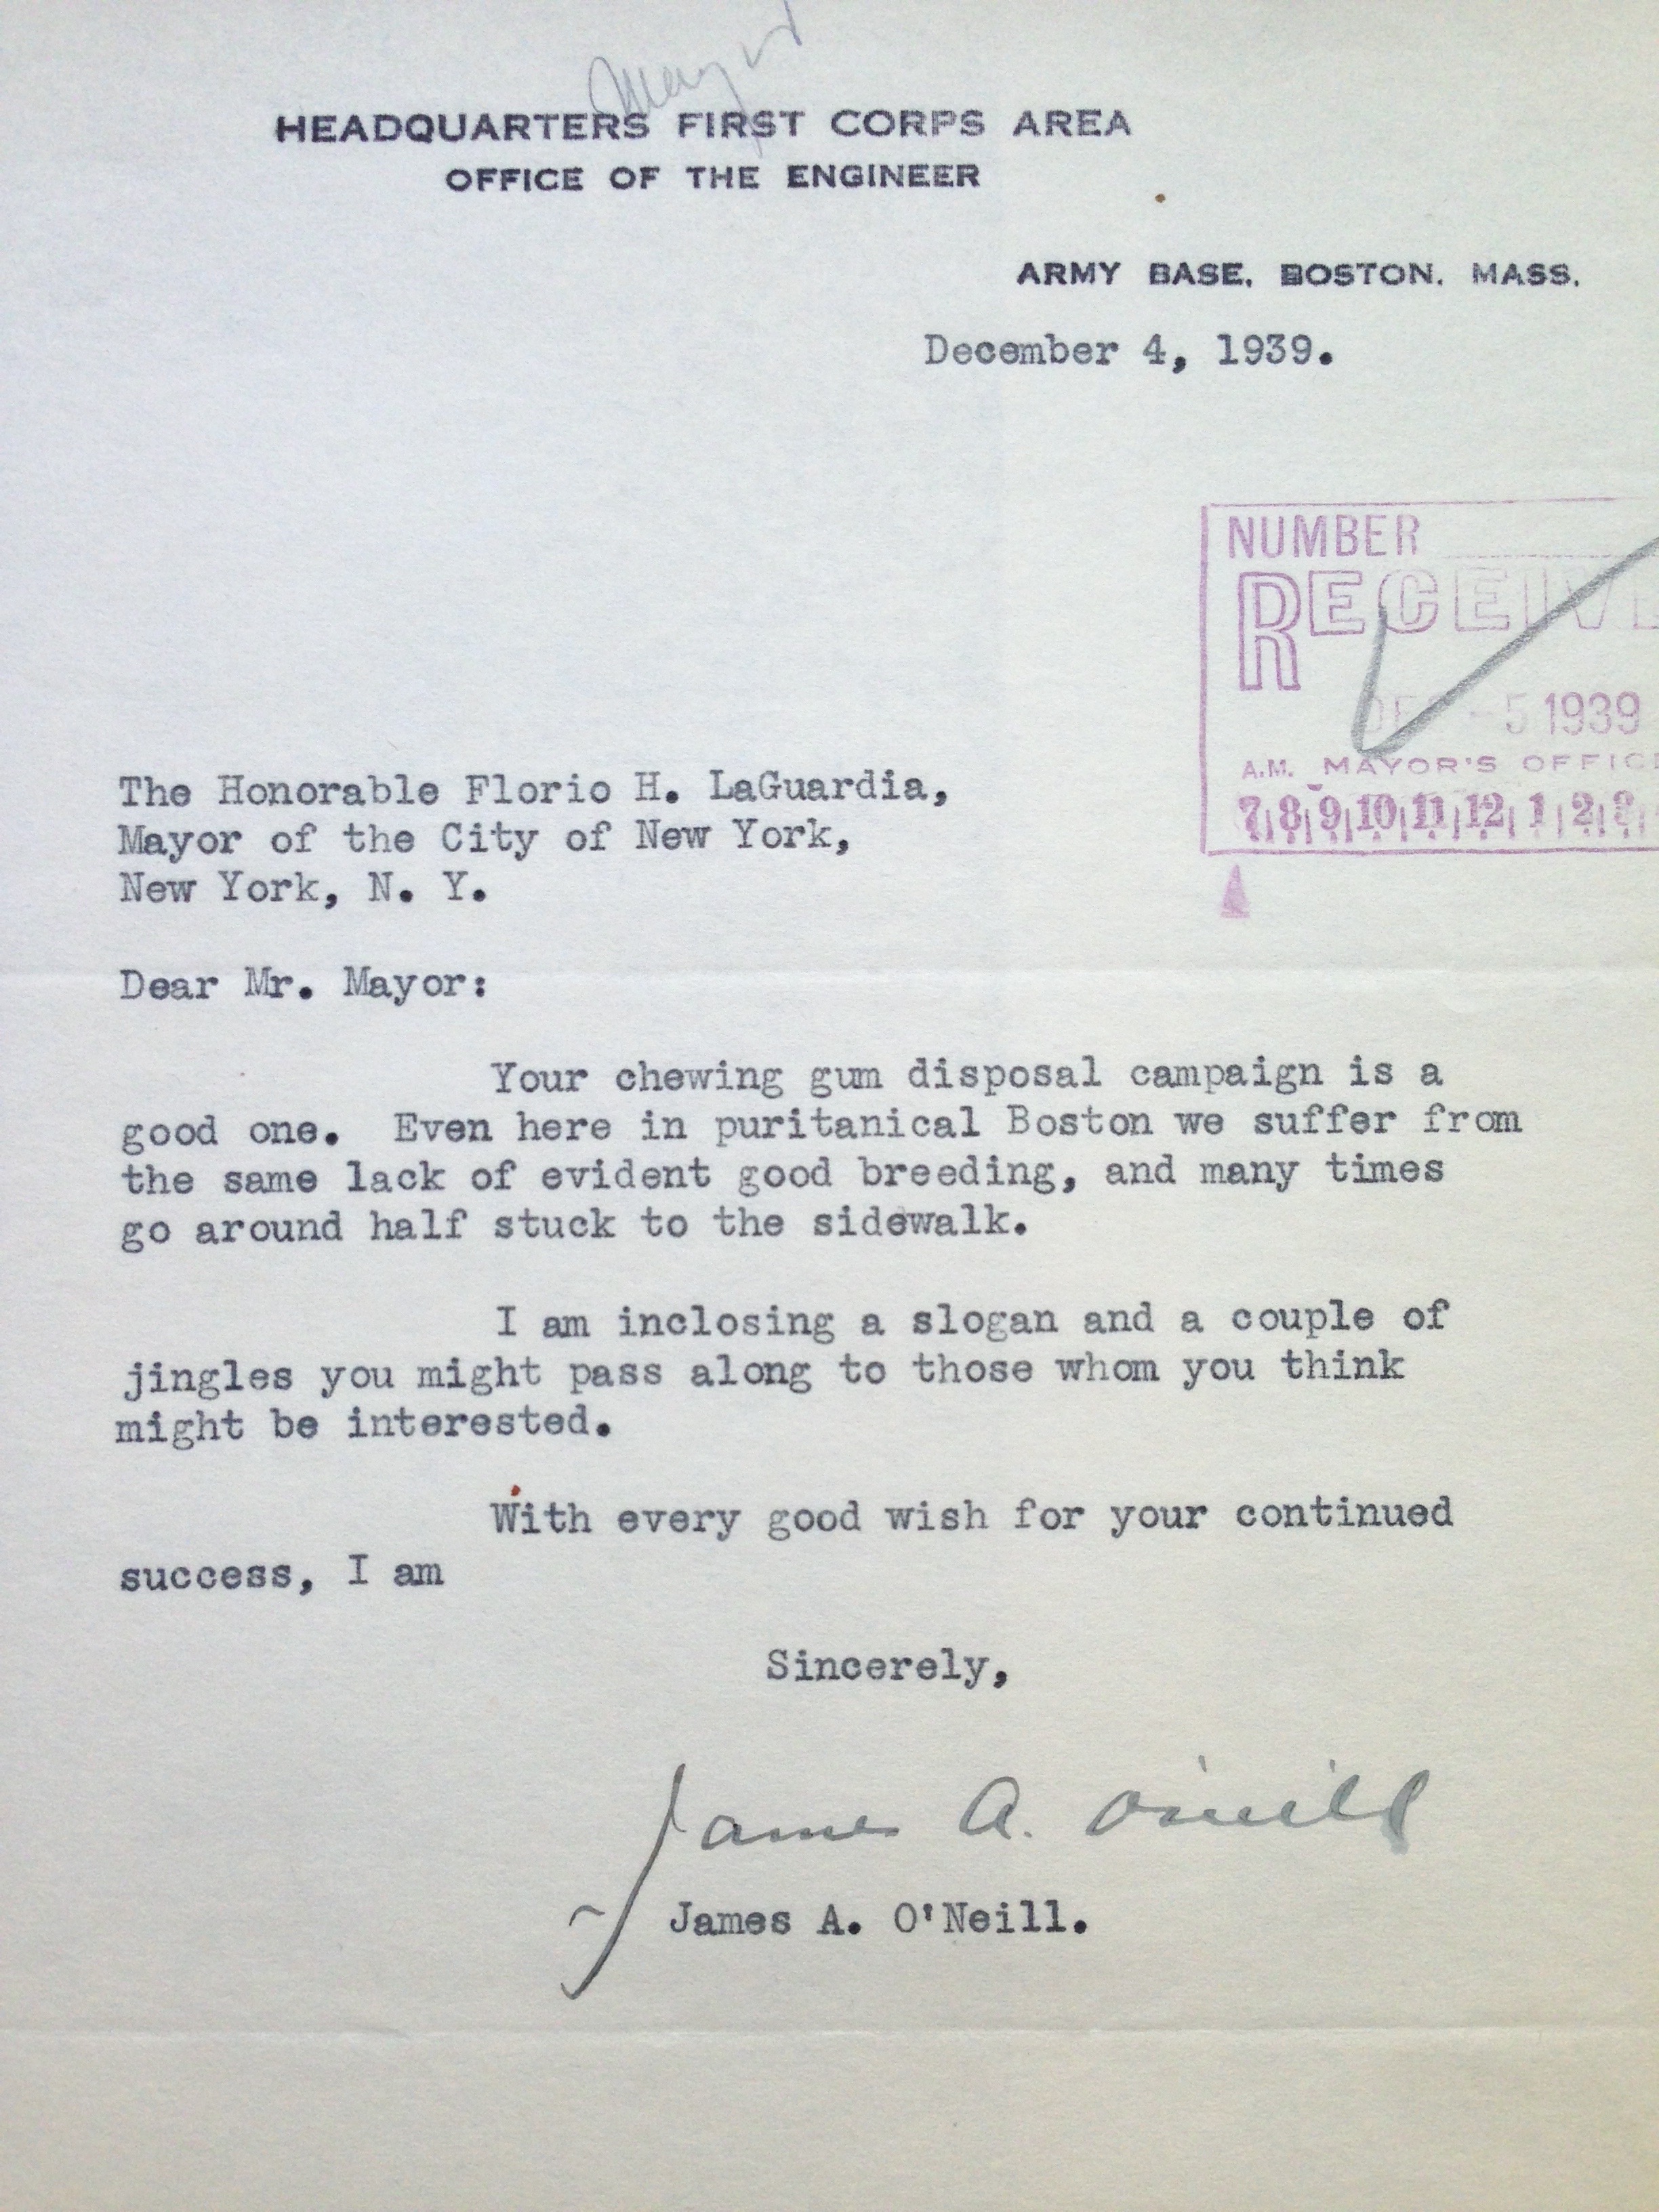 Mayor
HEADQUARTERS FIRST CORPS AREA
OFFICE OF THE ENGINEER
ARMY BASE, BOSTON, MASS.
December 4, 1939.
NUMBER
RECEIVE
DEC -5 1939
A.M. MAYOR'S OFFIC
7 8 9 10 11 12 1 2 3
The Honorable Florio H. LaGuardia,
Mayor of the City of New York,
New York, N. Y.
Dear Mr. Mayor:
Your chewing gum disposal campaign is a
good one. Even here in puritanical Boston we suffer from
the same lack of evident good breeding, and many times
go around half stuck to the sidewalk.
I am inclosing a slogan and a couple of
jingles you might pass along to those whom you think
might be interested.
With every good wish for your continued
success, I am
Sincerely,
James A. O'Neill
James A. O'Neill.